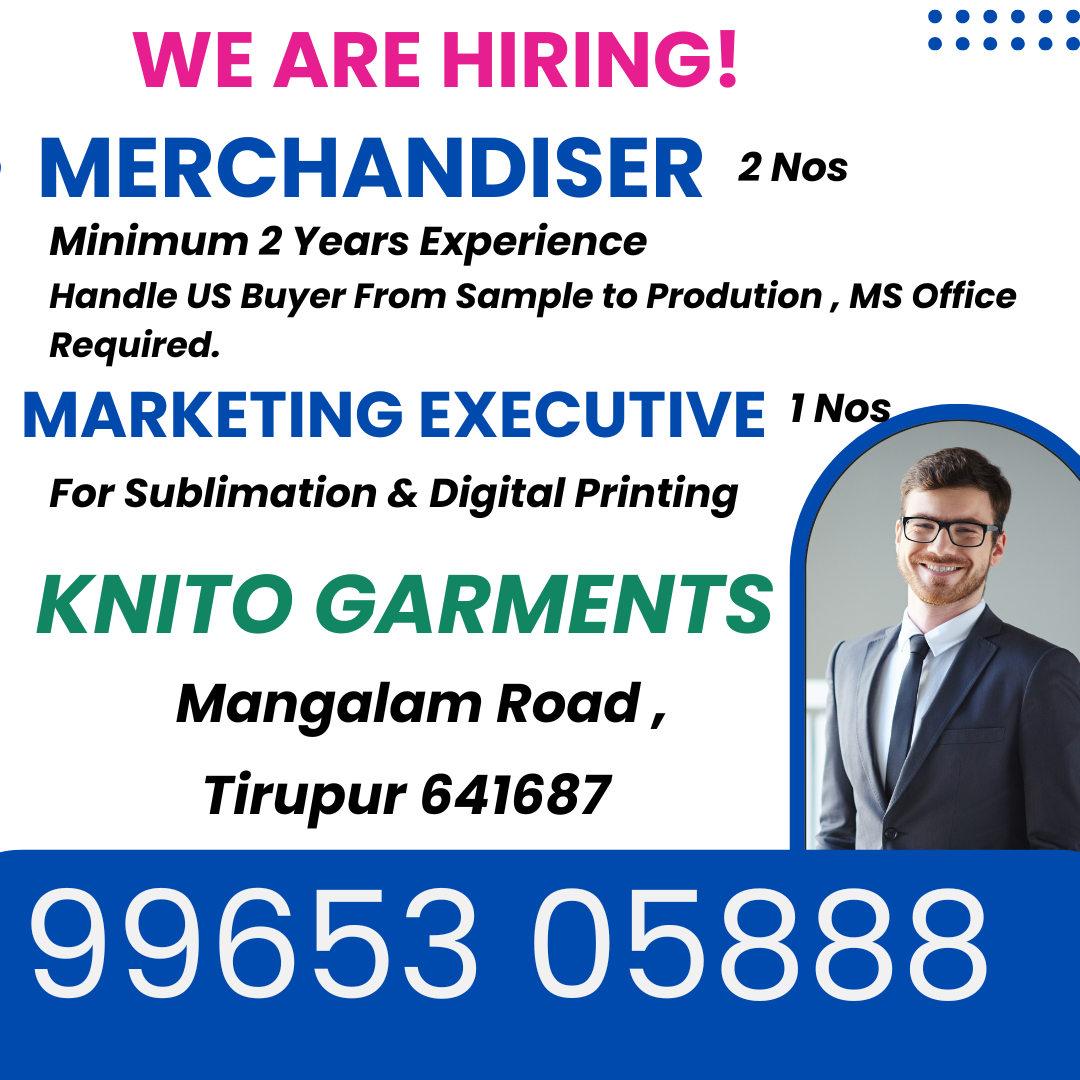 WE ARE HIRING!
MERCHANDISER 2 Nos
Minimum 2 Years Experience
Handle US Buyer From Sample to Prodution , MS Office
Required.
MARKETING EXECUTIVE 1 Nos
For Sublimation & Digital Printing
KNITO GARMENTS
Mangalam Road ,
Tirupur 641687
99653 05888